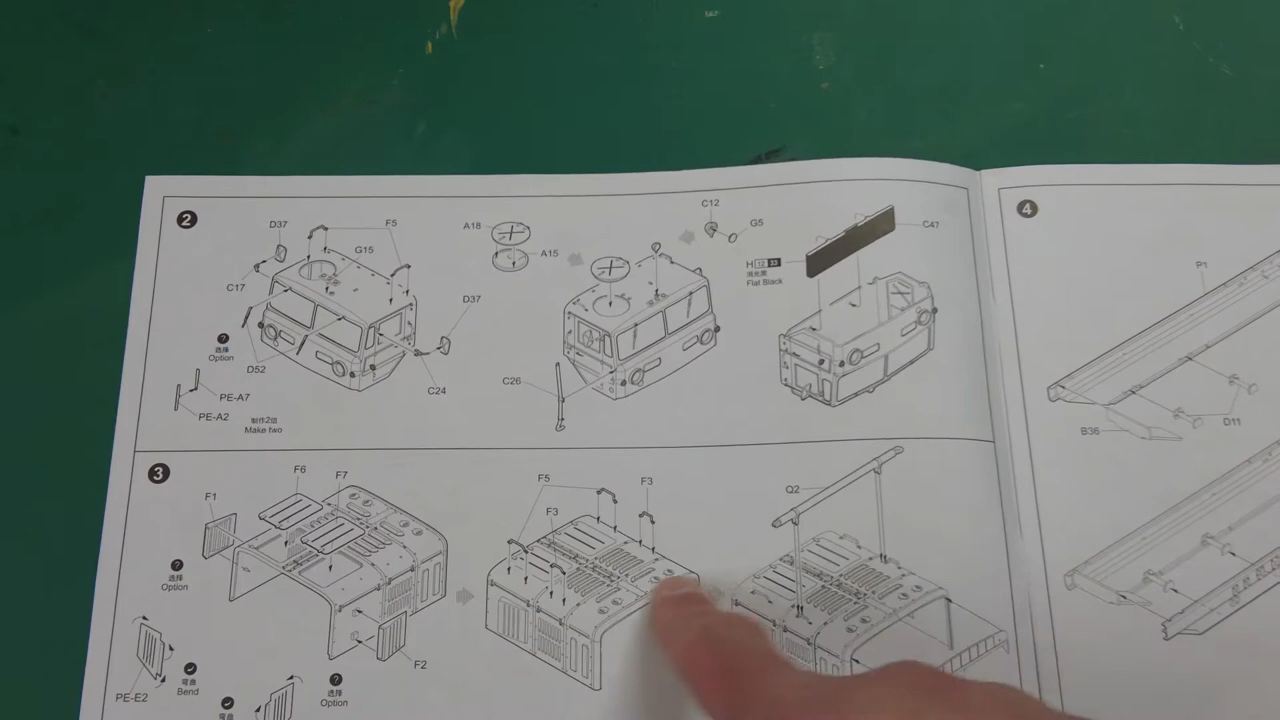 2
D37
F5
G15
C17
D37
选择
Option
D52
C24
PE-A7
PE-A2
制作2组
Make two
A18
A15
C12
G5
C26
C47
H 12 33
消光黑
Flat Black
3
F6
F7
F1
选择
Option
F2
PE-E2
弯曲
Bend
弯曲
选择
Option
F5
F3
F3
Q2
4
P1
D11
B36